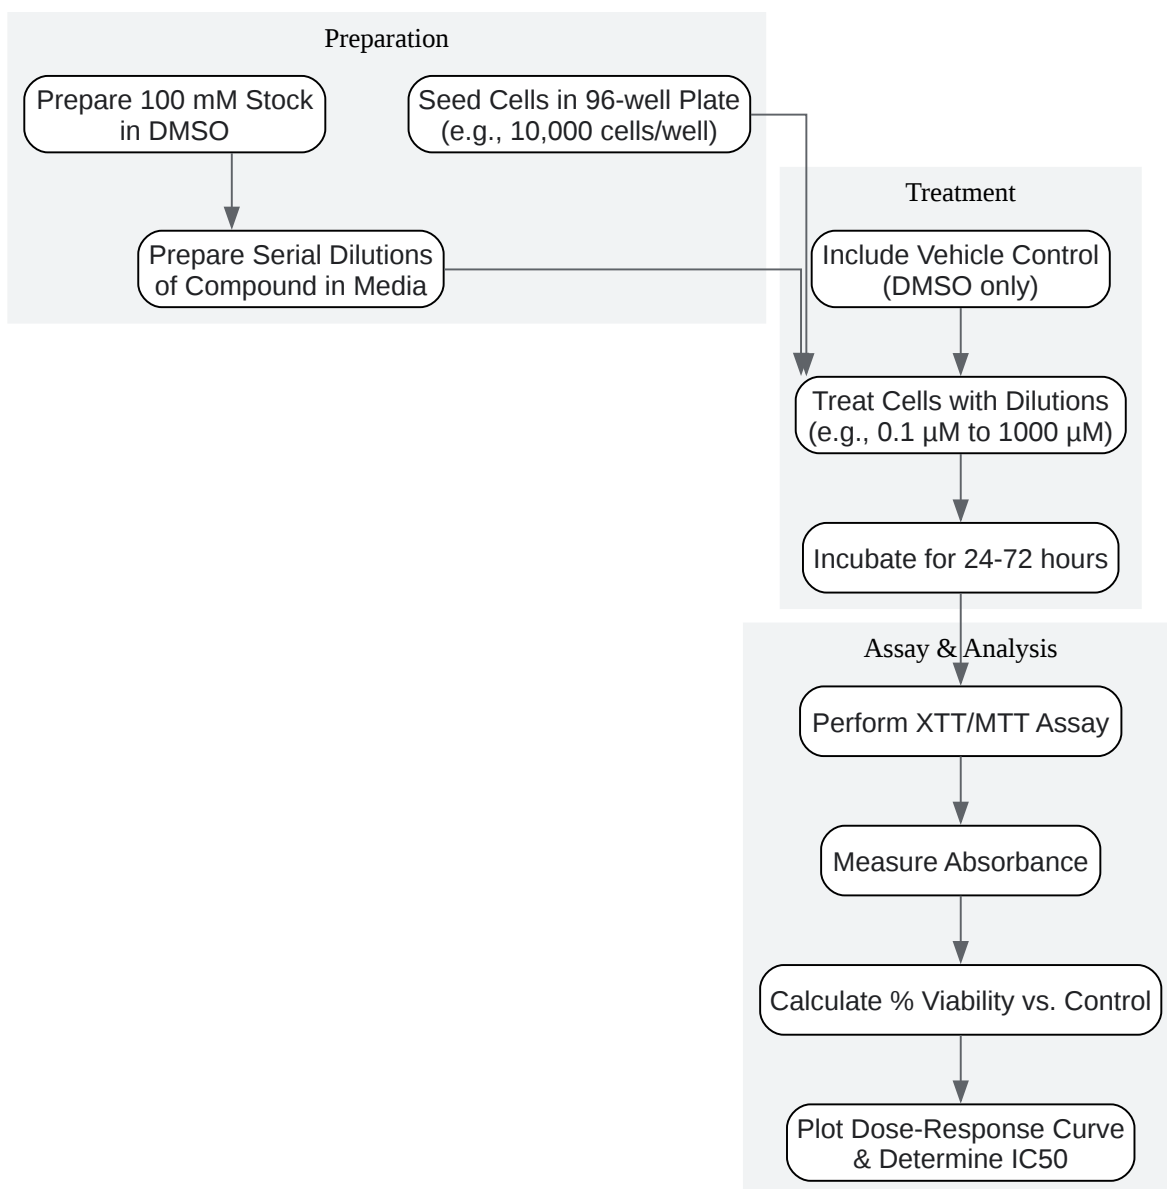 Preparation
Prepare 100 mM Stock
in DMSO
Seed Cells in 96-well Plate
(e.g., 10,000 cells/well)
Prepare Serial Dilutions
of Compound in Media
Treatment
Include Vehicle Control
(DMSO only)
Treat Cells with Dilutions
(e.g., 0.1 µM to 1000 µM)
Incubate for 24-72 hours
Assay & Analysis
Perform XTT/MTT Assay
Measure Absorbance
Calculate % Viability vs. Control
Plot Dose-Response Curve
& Determine IC50